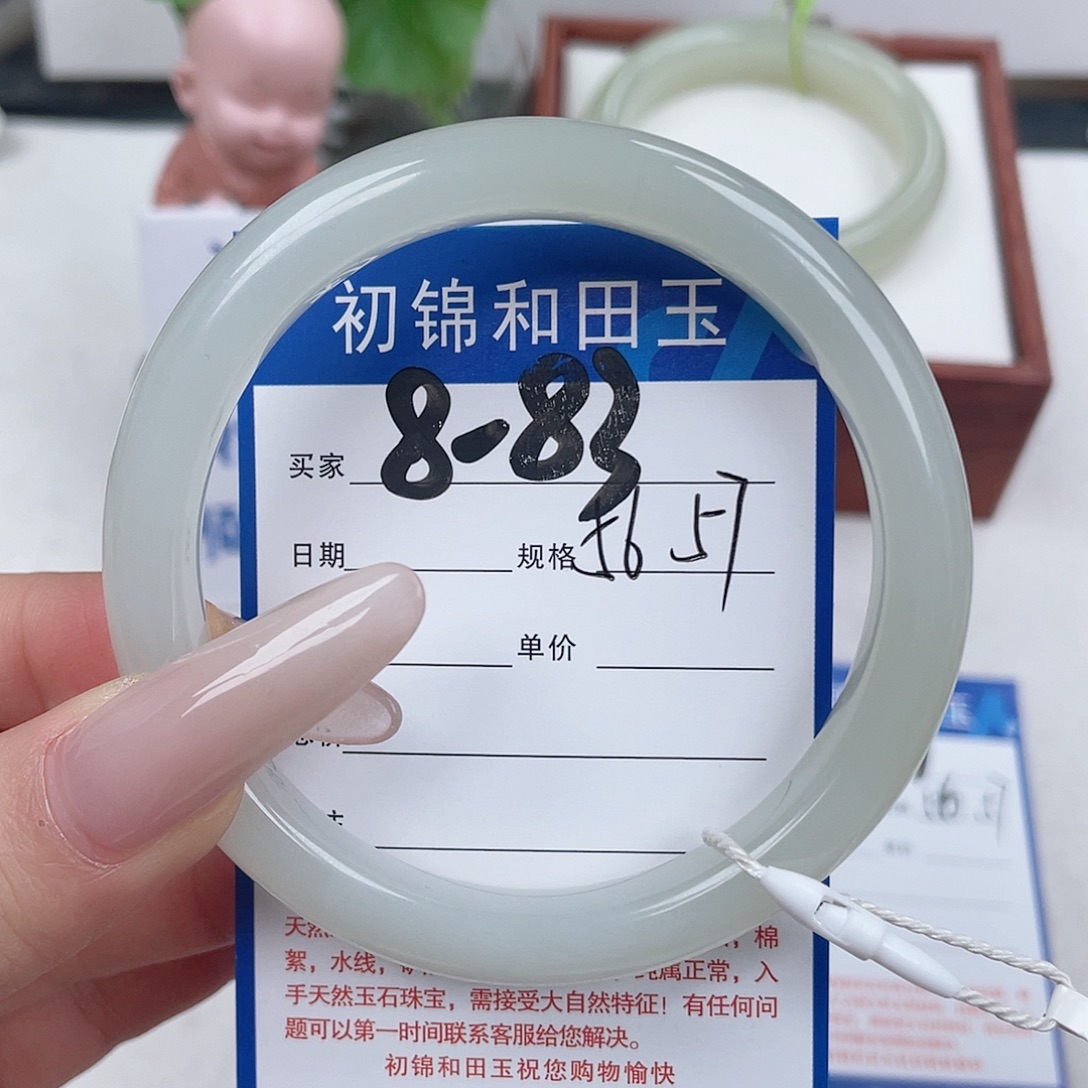 初锦和田玉
买家 8-83
日期 规格 56 57
单价
天然 ，棉
絮，水线， 纯属正常，入
手天然玉石珠宝，需接受大自然特征！有任何问
题可以第一时间联系客服给您解决。
初锦和田玉祝您购物愉快